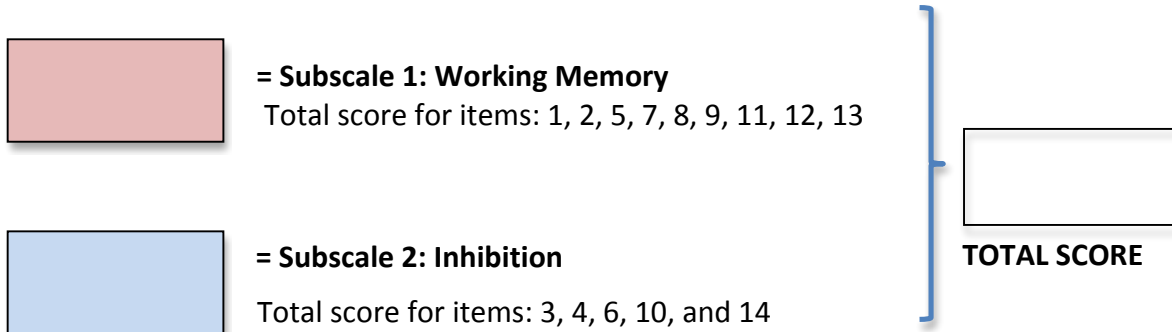 = Subscale 1: Working Memory
Total score for items: 1, 2, 5, 7, 8, 9, 11, 12, 13
= Subscale 2: Inhibition
Total score for items: 3, 4, 6, 10, and 14
TOTAL SCORE